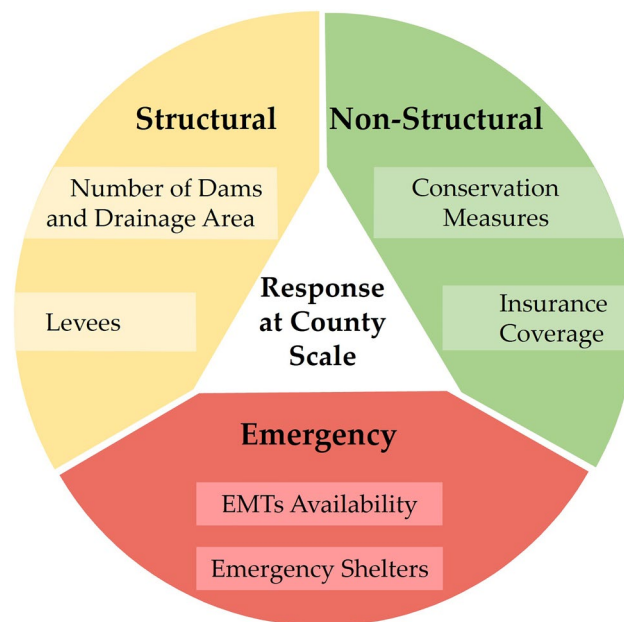 Structural
Number of Dams
and Drainage Area
Levees
Non-Structural
Conservation
Measures
Insurance
Coverage
Response
at County
Scale
Emergency
EMTs Availability
Emergency Shelters